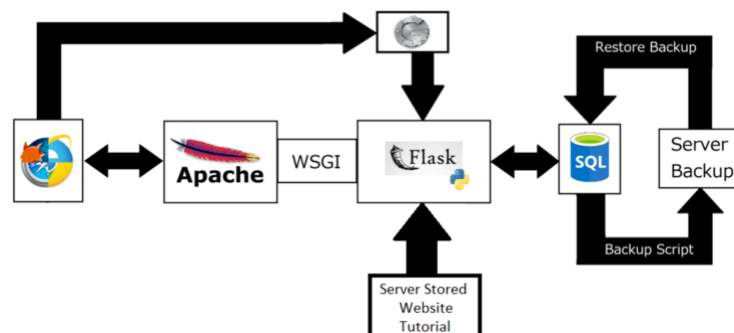 Restore Backup
Apache
WSGI
Flask
SQL
Server
Backup
Backup Script
Server Stored
Website
Tutorial